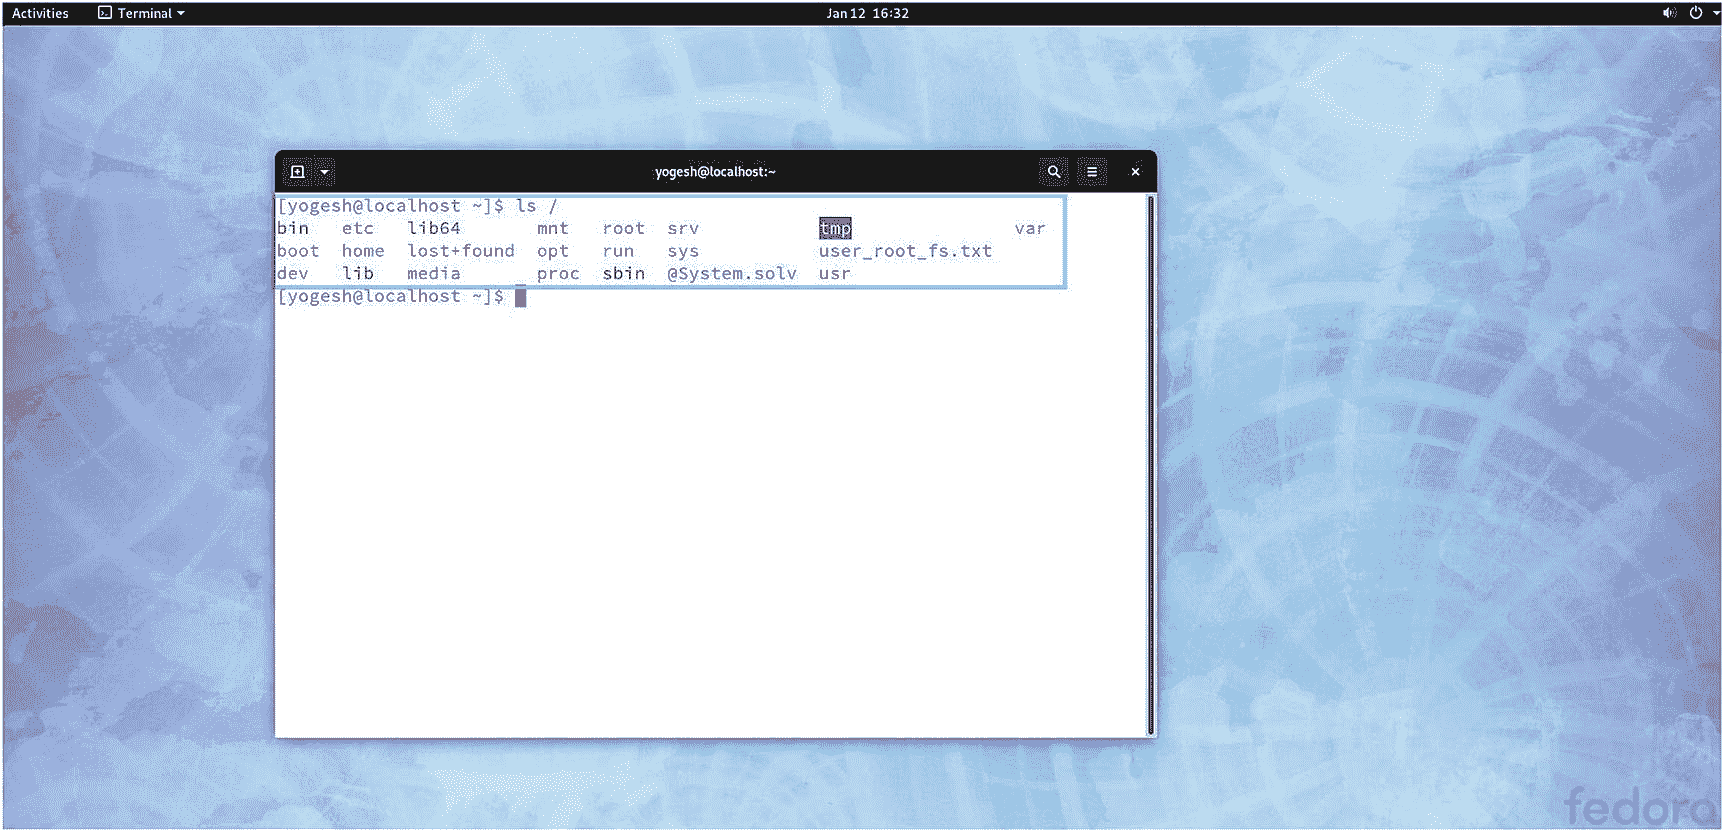 Activities Terminal Jan 12 16:32
yogesh@localhost:~
[yogesh@localhost ~]$ ls /
bin etc lib64 mnt root srv tmp var
boot home lost+found opt run sys user_root_fs.txt
dev lib media proc sbin @System.solv usr
[yogesh@localhost ~]$
fedora